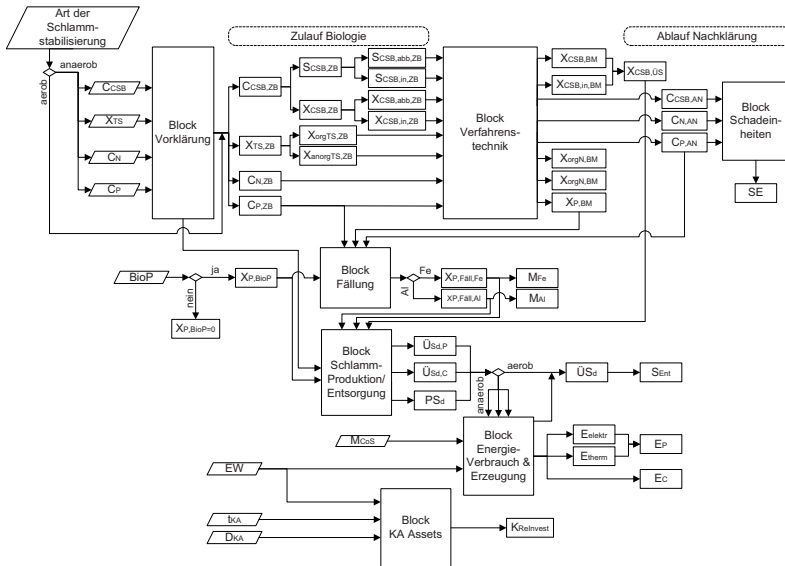 Art der
Schlamm-
stabilisierung
Zulauf Biologie
Ablauf Nachklärung
anaerob
aerob
CCSB
XTS
CN
CP
Block
Vorklärung
CCSB,ZB
XTS,ZB
CN,ZB
CP,ZB
SCSB,ZB
XCSB,ZB
XorgTS,ZB
XanorgTS,ZB
SCSB,abb,ZB
SCSB,in,ZB
XCSB,abb,ZB
XCSB,in,ZB
Block
Verfahrens-
technik
XCSB,BM
XCSB,in,BM
XCSB,ÜS
XorgN,BM
XorgN,BM
XP,BM
CCSB,AN
CN,AN
CP,AN
Block
Schadein-
heiten
SE
BioP
ja
nein
XP,BioP
XP,BioP=0
Block
Fällung
Fe
Al
XP,Fäll,Fe
XP,Fäll,Al
MFe
MAl
Block
Schlamm-
Produktion/
Entsorgung
ÜSd,P
ÜSd,C
PSd
aerob
anaerob
ÜSd
SEnt
MCoS
EW
Block
Energie-
Verbrauch &
Erzeugung
Eelektr
Etherm
EP
EC
tKA
DKA
Block
KA Assets
KReInvest